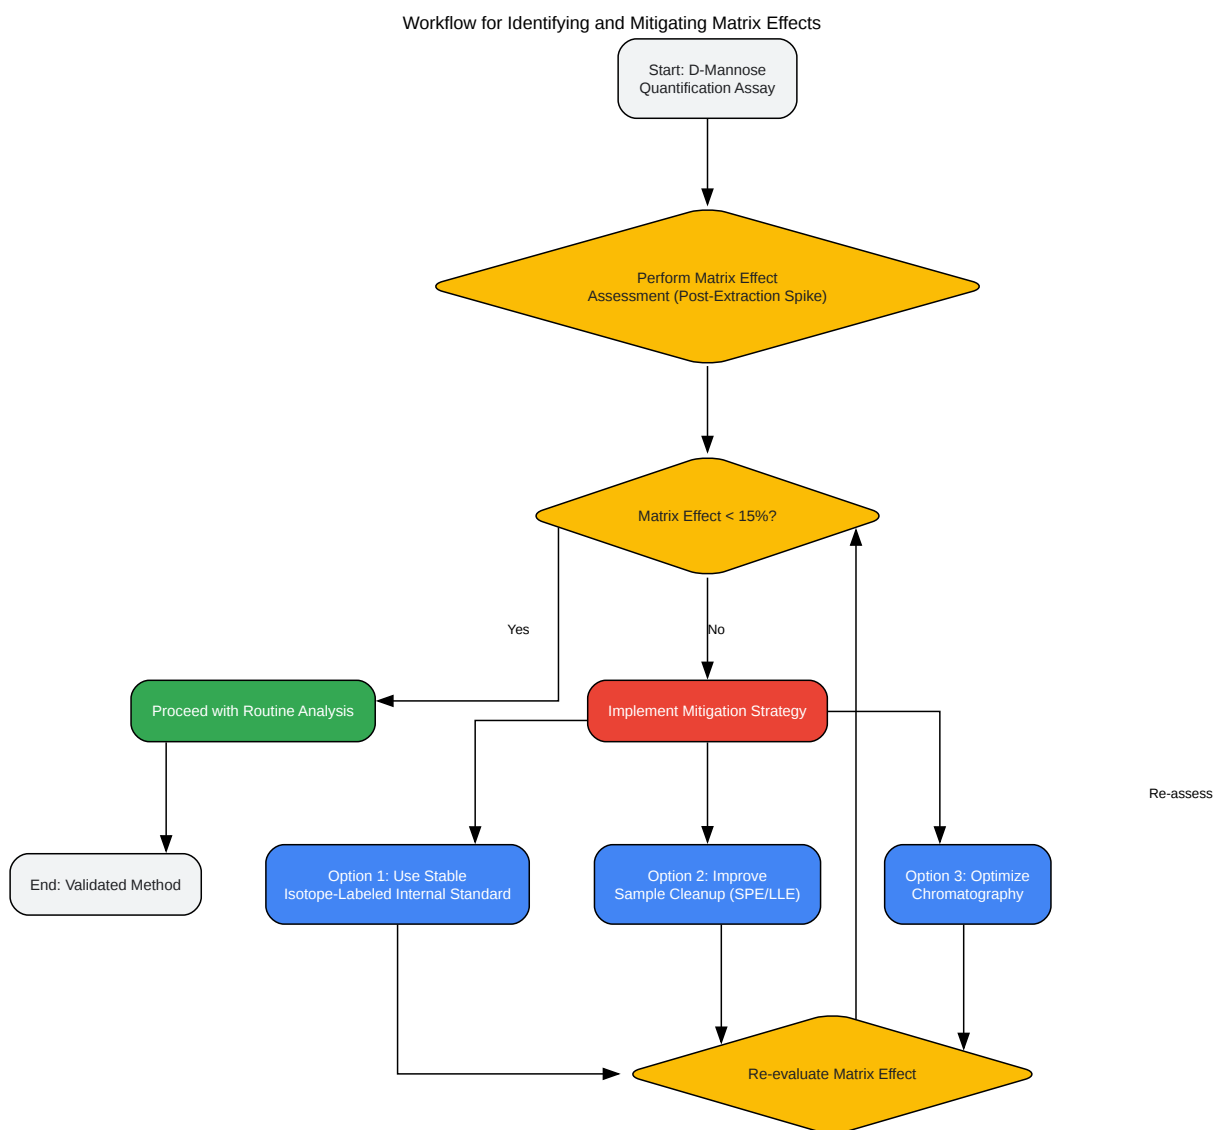 Workflow for Identifying and Mitigating Matrix Effects
Start: D-Mannose
Quantification Assay
Perform Matrix Effect
Assessment (Post-Extraction Spike)
Matrix Effect < 15%?
Yes
No
Proceed with Routine Analysis
Implement Mitigation Strategy
Re-assess
End: Validated Method
Option 1: Use Stable
Isotope-Labeled Internal Standard
Option 2: Improve
Sample Cleanup (SPE/LLE)
Option 3: Optimize
Chromatography
Re-evaluate Matrix Effect